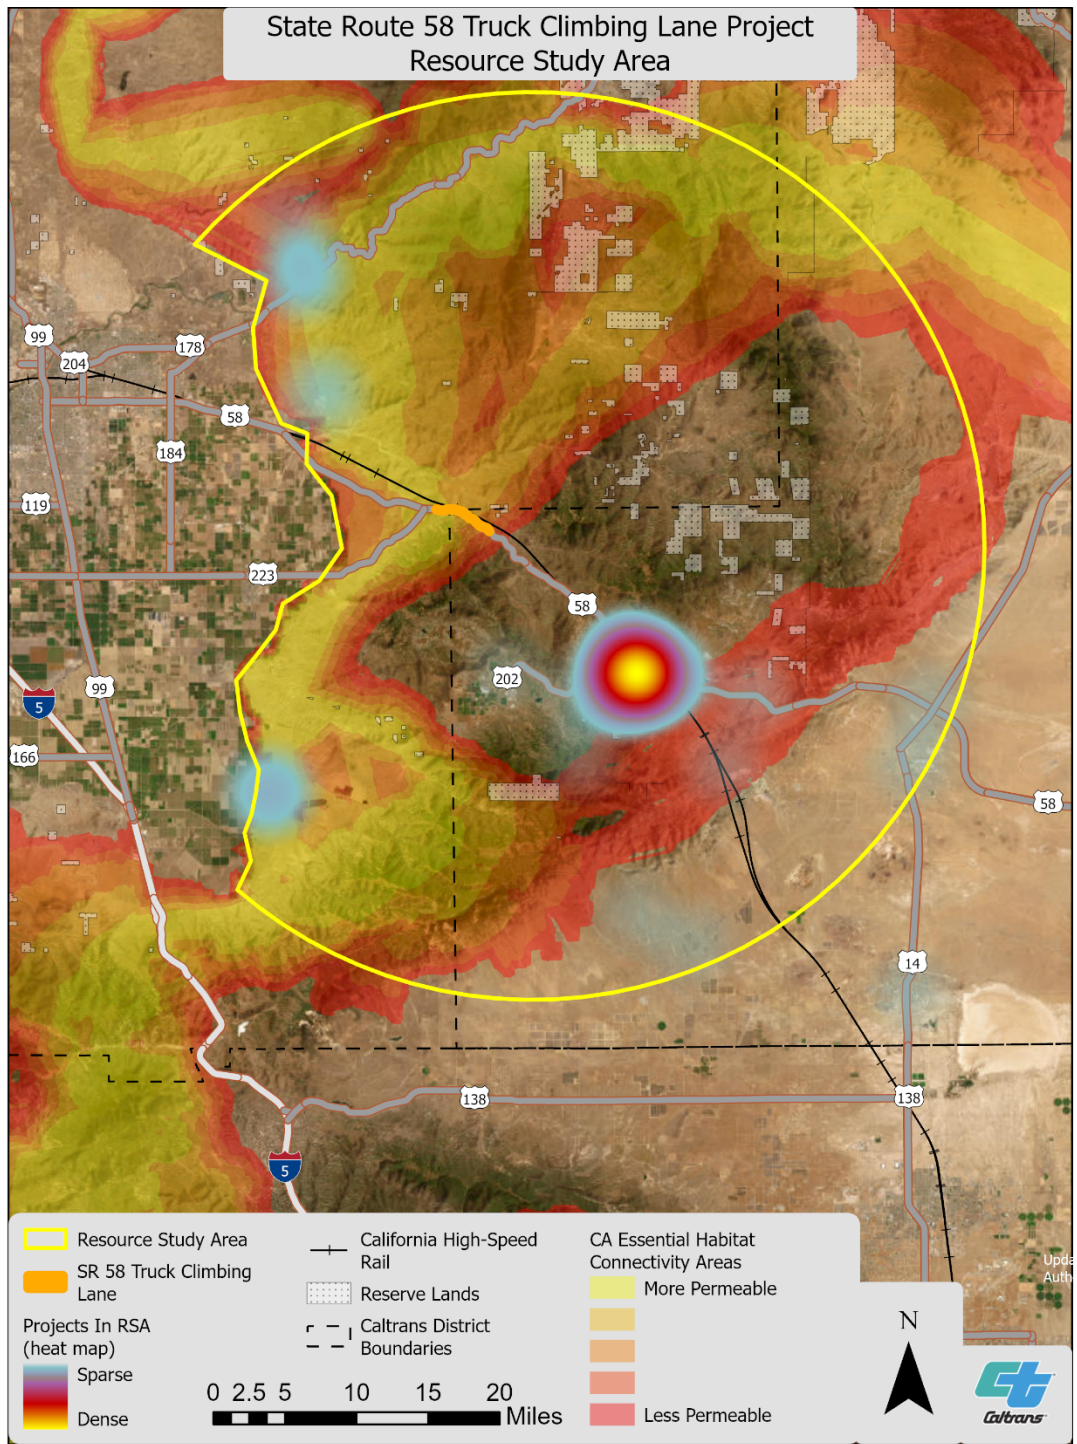 State Route 58 Truck Climbing Lane Project
Resource Study Area
99
204
178
58
184
119
223
58
202
99
5
166
58
14
138
138
5
Resource Study Area
SR 58 Truck Climbing
Lane
Projects In RSA
(heat map)
Sparse
Dense
California High-Speed
Rail
Reserve Lands
Caltrans District
Boundaries
0 2.5 5 10 15 20
Miles
CA Essential Habitat
Connectivity Areas
More Permeable
Less Permeable
N
Caltrans